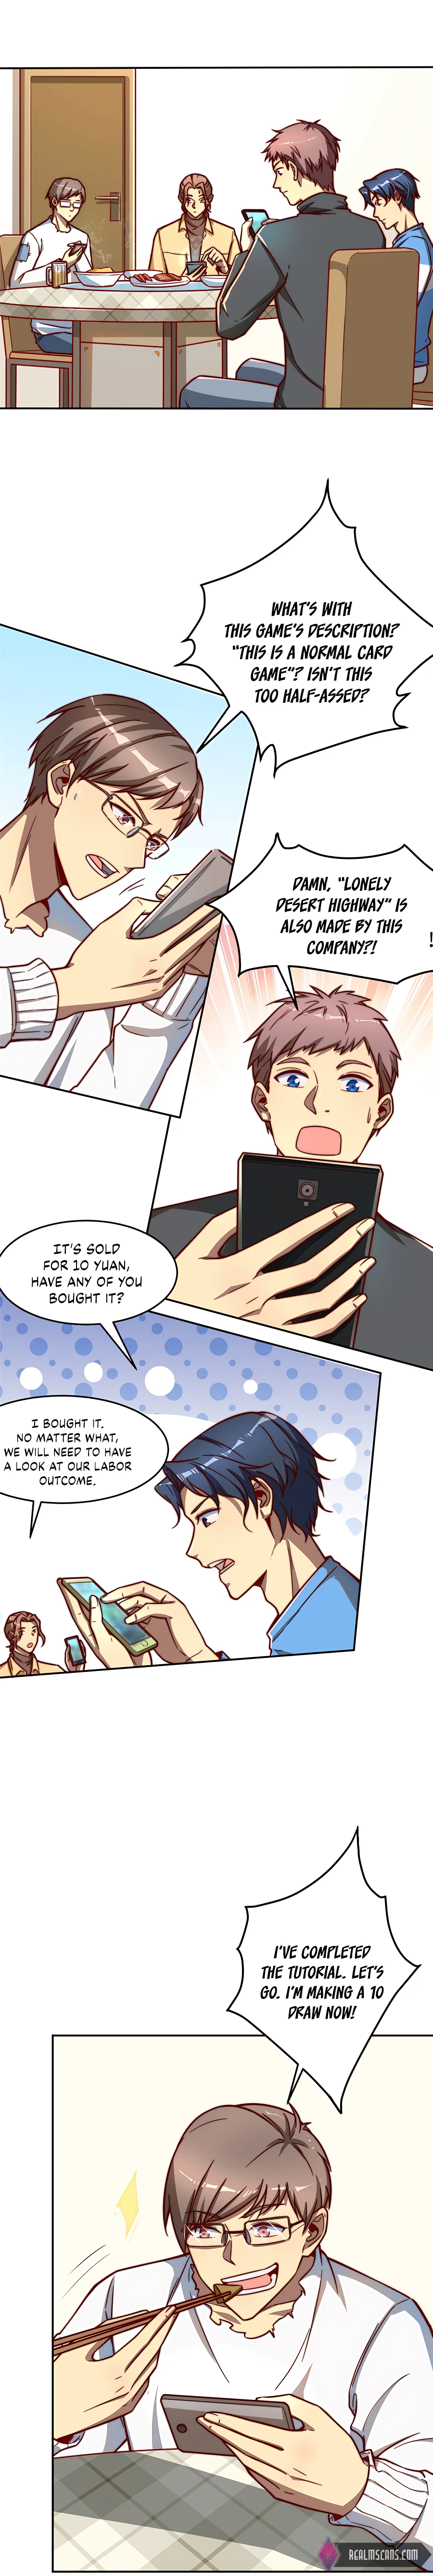 WHAT'S WITH
THIS GAME'S DESCRIPTION?
"THIS IS A NORMAL CARD
GAME"? ISN'T THIS
TOO HALF-ASSED?
DAMN, "LONELY
DESERT HIGHWAY" IS
ALSO MADE BY THIS
COMPANY?!
!
IT'S SOLD
FOR 10 YUAN,
HAVE ANY OF YOU
BOUGHT IT?
I BOUGHT IT.
NO MATTER WHAT,
WE WILL NEED TO HAVE
A LOOK AT OUR LABOR
OUTCOME.
I'VE COMPLETED
THE TUTORIAL. LET'S
GO. I'M MAKING A 10
DRAW NOW!
REALMSCANS.COM